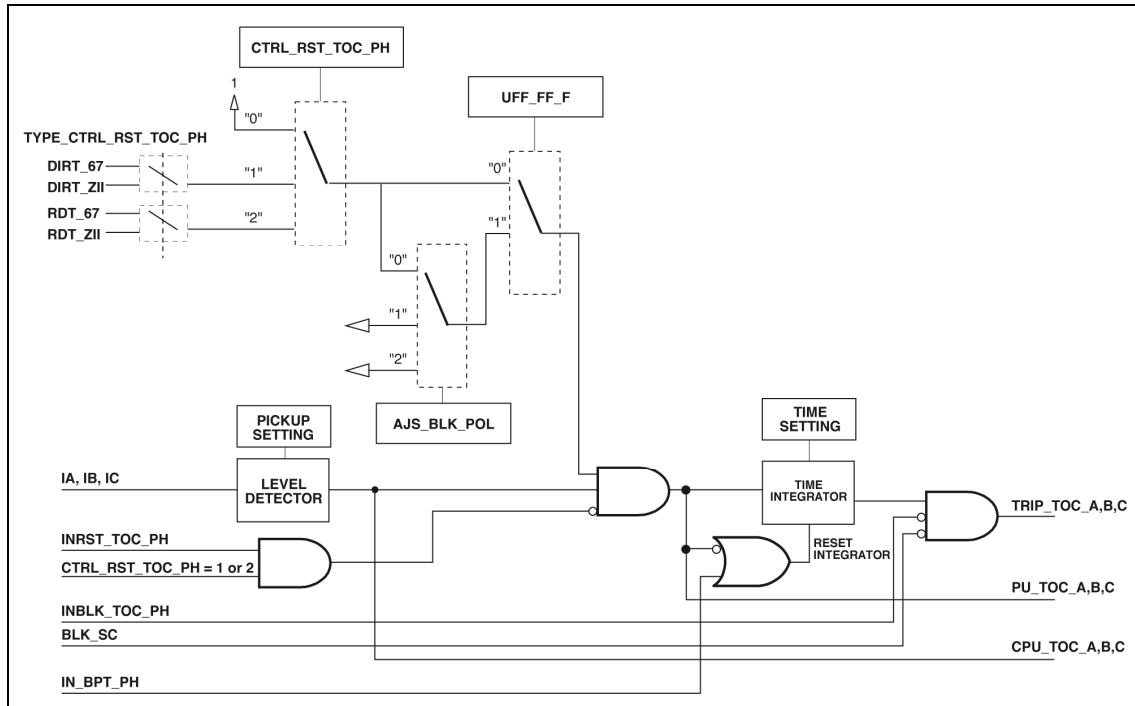 CTRL_RST_TOC_PH
UFF_FF_F
1
"0"
TYPE_CTRL_RST_TOC_PH
DIRT_67
DIRT_ZII
"1"
RDT_67
RDT_ZII
"2"
"0"
"1"
"0"
"1"
"2"
AJS_BLK_POL
PICKUP
SETTING
TIME
SETTING
IA, IB, IC
LEVEL
DETECTOR
TIME
INTEGRATOR
TRIP_TOC_A,B,C
INRST_TOC_PH
CTRL_RST_TOC_PH = 1 or 2
RESET
INTEGRATOR
PU_TOC_A,B,C
INBLK_TOC_PH
BLK_SC
CPU_TOC_A,B,C
IN_BPT_PH